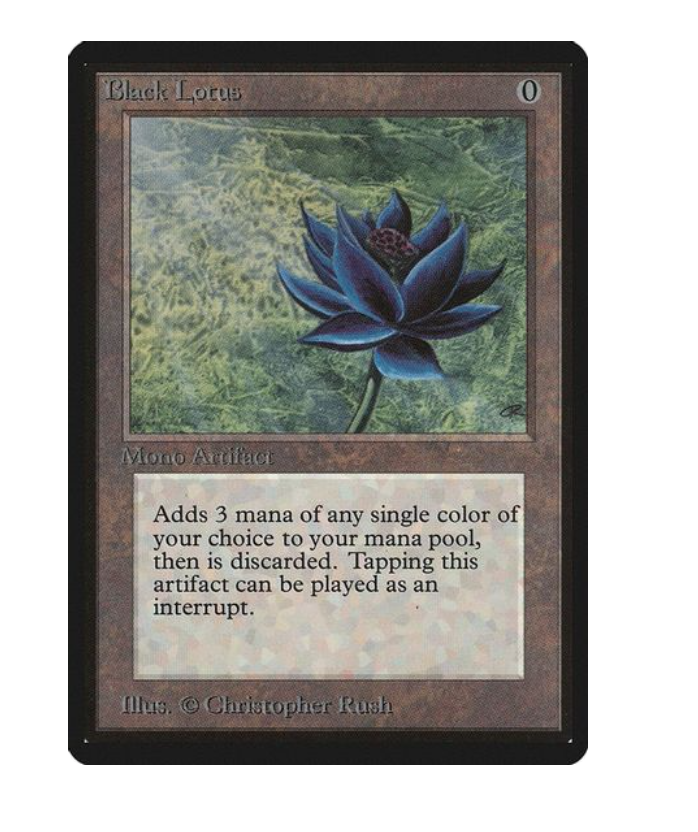 Black Lotus
0
Mono Artifact
Adds 3 mana of any single color of
your choice to your mana pool,
then is discarded. Tapping this
artifact can be played as an
interrupt.
Illus. © Christopher Rush